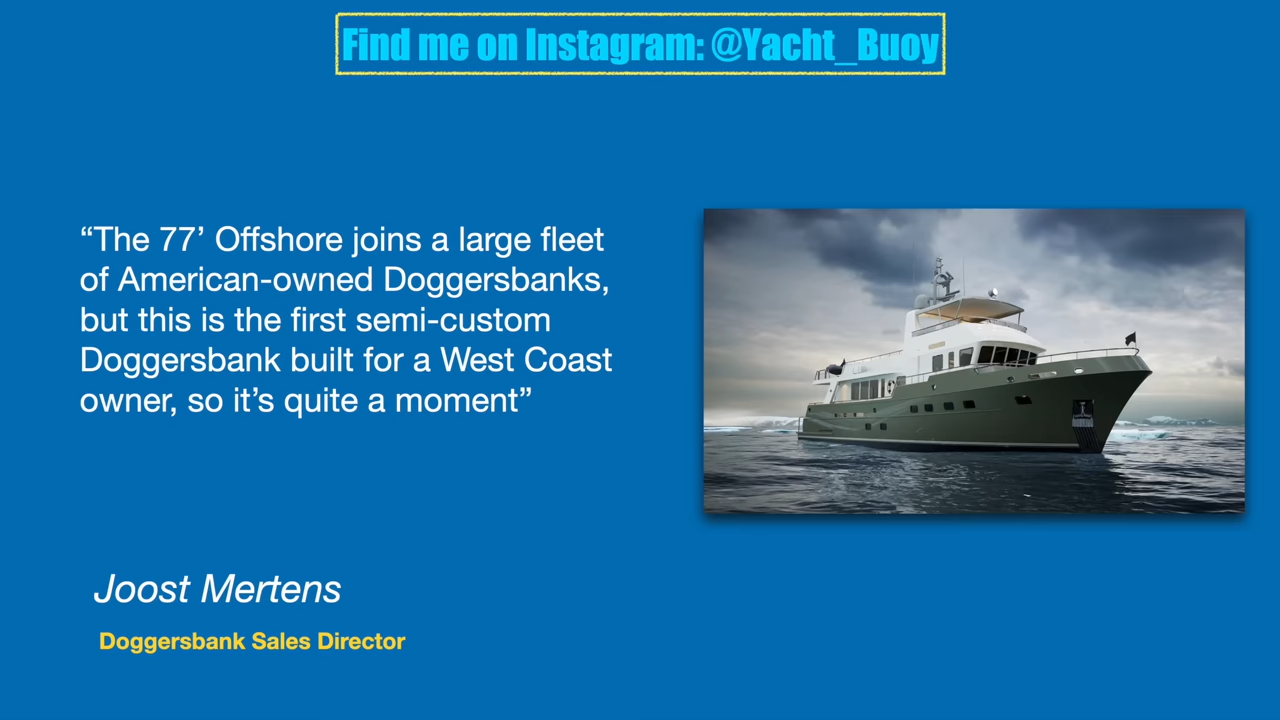 Find me on Instagram: @Yacht_Buoy
“The 77’ Offshore joins a large fleet
of American-owned Doggersbanks,
but this is the first semi-custom
Doggersbank built for a West Coast
owner, so it’s quite a moment”
Joost Mertens
Doggersbank Sales Director